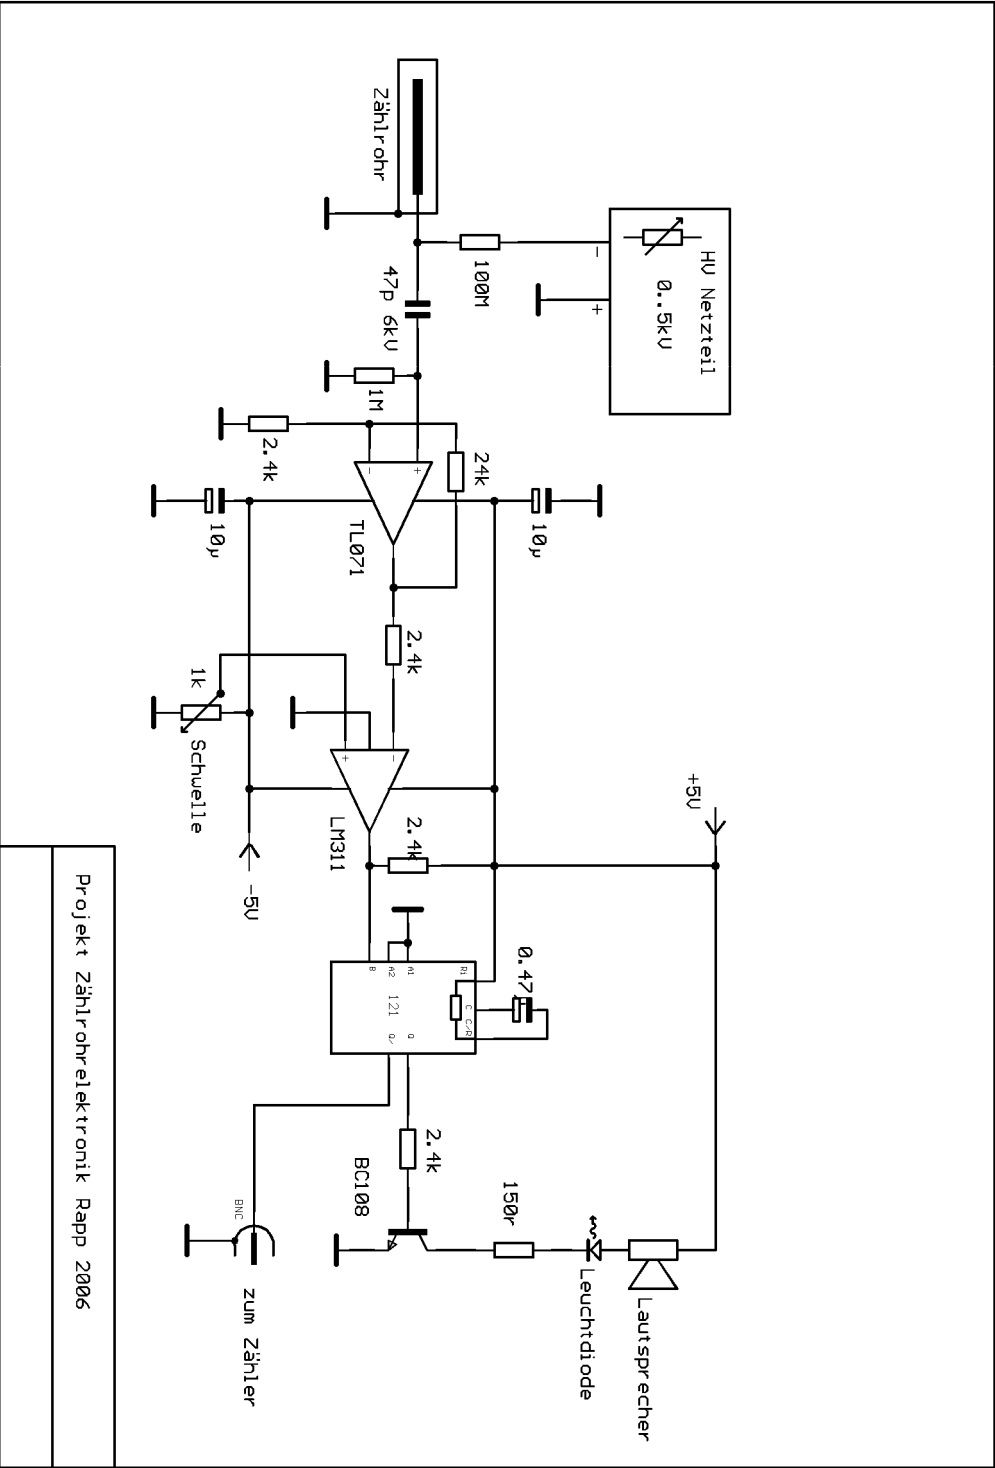 Zählrohr
HV Netzteil
0..5kV
-
+
100M
47p 6kV
1M
2.4k
24k
+
-
TL071
10µ
10µ
2.4k
1k
Schwelle
-
+
LM311
2.4k
+5V
-5V
0.47
Ri
C
C/R
A1
A2
B
121
Q
Q/
2.4k
BC108
150r
Leuchtdiode
Lautsprecher
BNC
zum Zähler
Projekt Zählrohrelektronik Rapp 2006